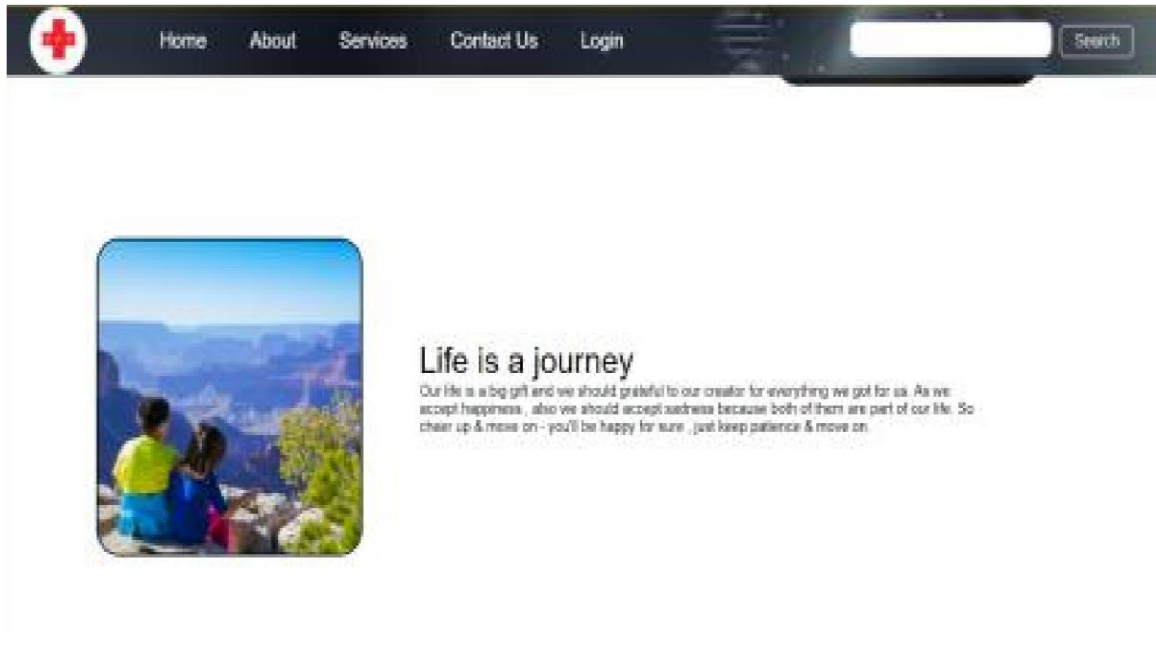 Home About Services Contact Us Login Search
Life is a journey
Our life is a big gift and we should grateful to our creator for everything we got for us. As we
accept happiness , also we should accept sadness because both of them are part of our life. So
cheer up & move on - you'll be happy for sure , just keep patience & move on.